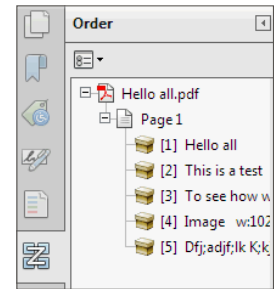 Order
Hello all.pdf
Page 1
[1] Hello all
[2] This is a test
[3] To see how w
[4] Image w:102
[5] Dfj;adjf;lk K;k